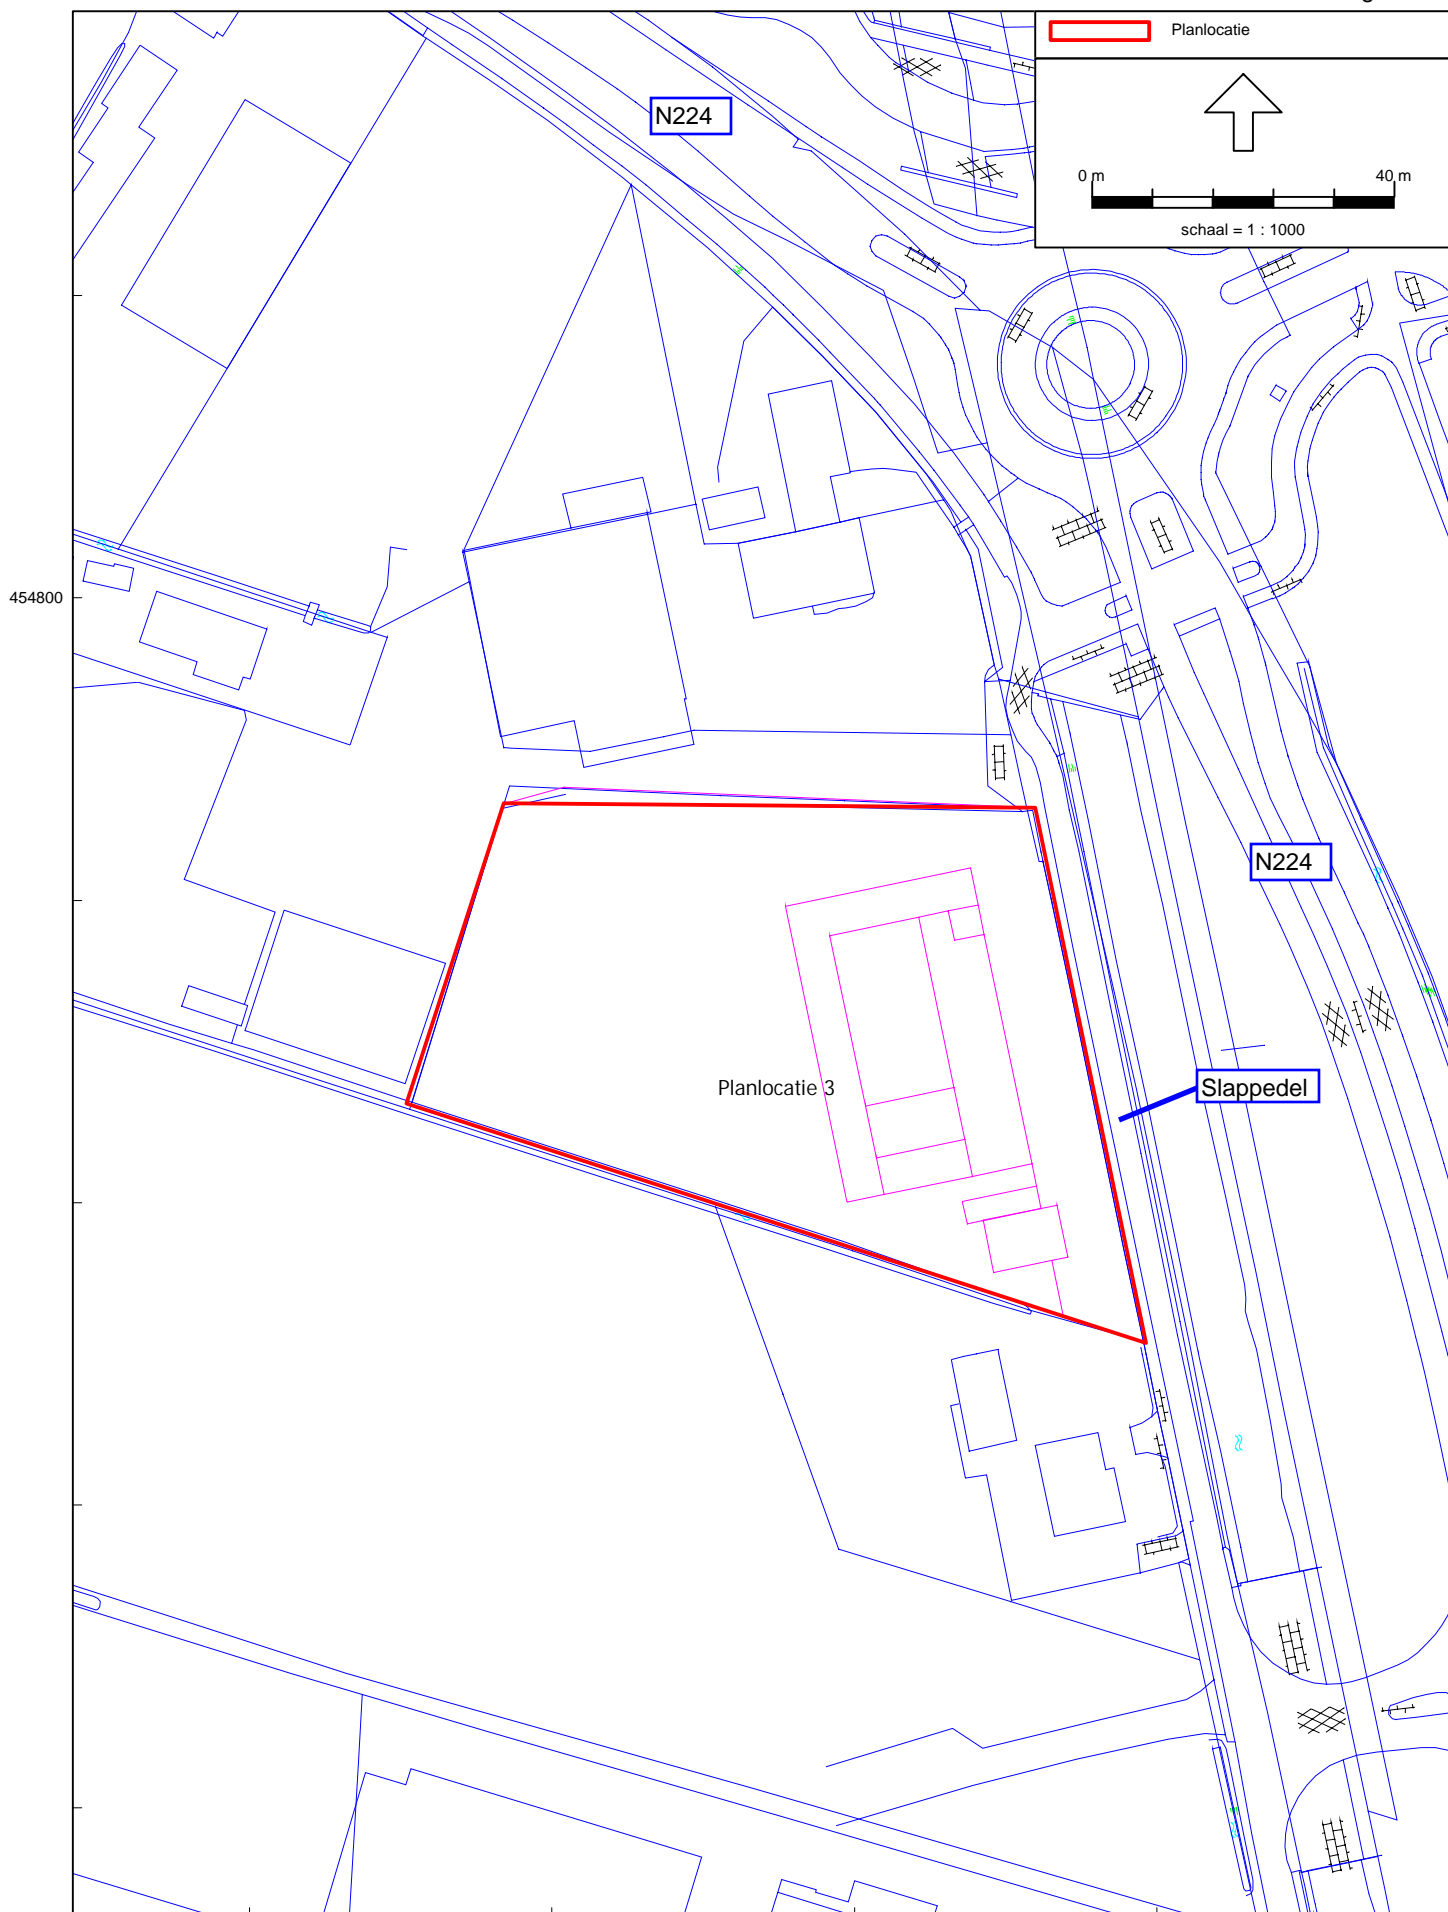 Planlocatie
N224
0 m
40 m
schaal = 1 : 1000
454800
N224
Planlocatie 3
Slappedel